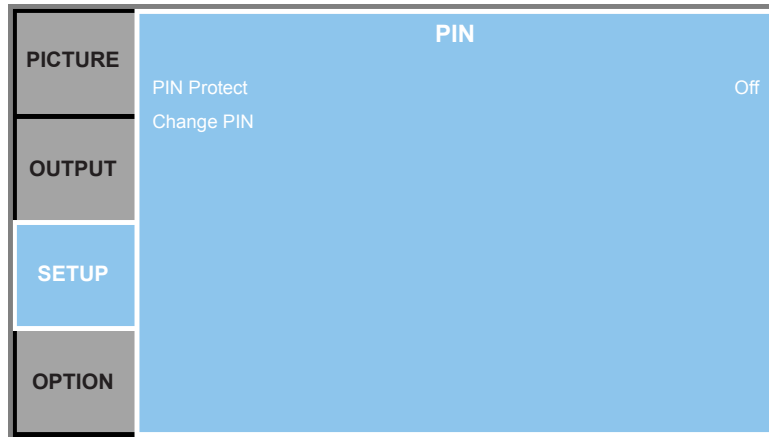 PICTURE
OUTPUT
SETUP
OPTION
PIN
PIN Protect Off
Change PIN